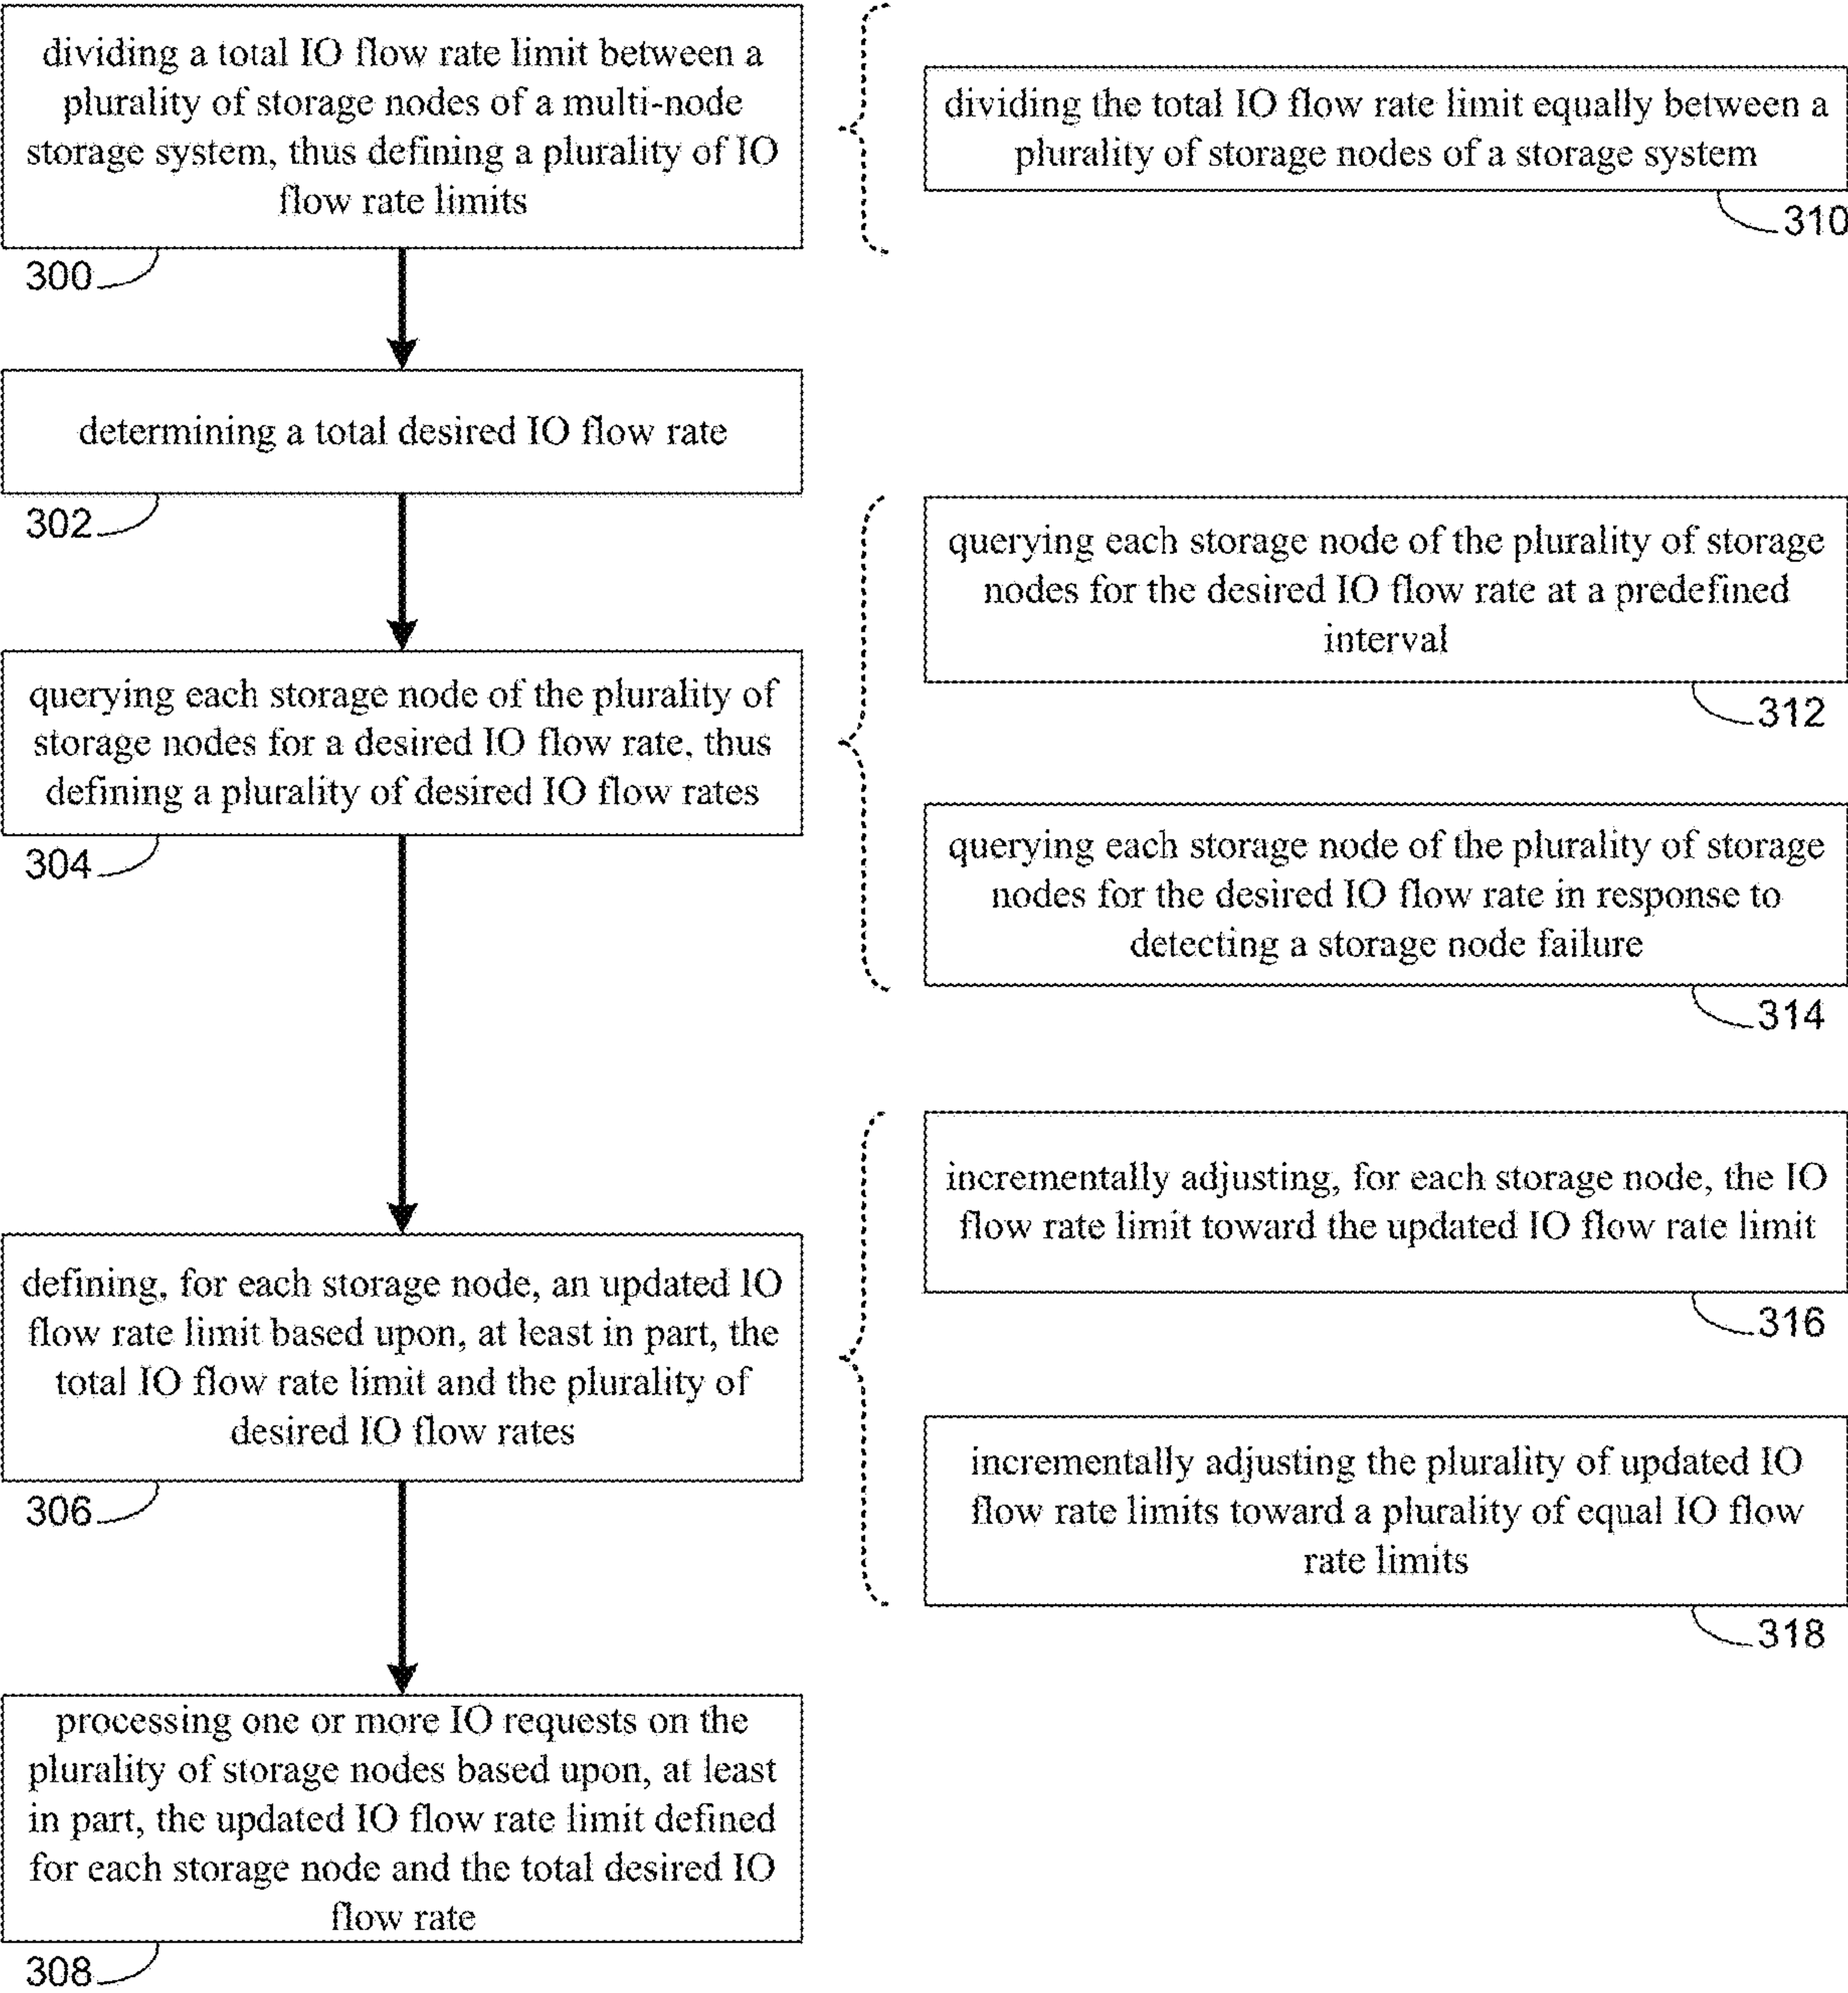 dividing a total IO flow rate limit between a
plurality of storage nodes of a multi-node
storage system, thus defining a plurality of IO
flow rate limits
300
dividing the total IO flow rate limit equally between a
plurality of storage nodes of a storage system
310
determining a total desired IO flow rate
302
querying each storage node of the plurality of
storage nodes for a desired IO flow rate, thus
defining a plurality of desired IO flow rates
304
querying each storage node of the plurality of storage
nodes for the desired IO flow rate at a predefined
interval
312
querying each storage node of the plurality of storage
nodes for the desired IO flow rate in response to
detecting a storage node failure
314
defining, for each storage node, an updated IO
flow rate limit based upon, at least in part, the
total IO flow rate limit and the plurality of
desired IO flow rates
306
incrementally adjusting, for each storage node, the IO
flow rate limit toward the updated IO flow rate limit
316
incrementally adjusting the plurality of updated IO
flow rate limits toward a plurality of equal IO flow
rate limits
318
processing one or more IO requests on the
plurality of storage nodes based upon, at least
in part, the updated IO flow rate limit defined
for each storage node and the total desired IO
flow rate
308